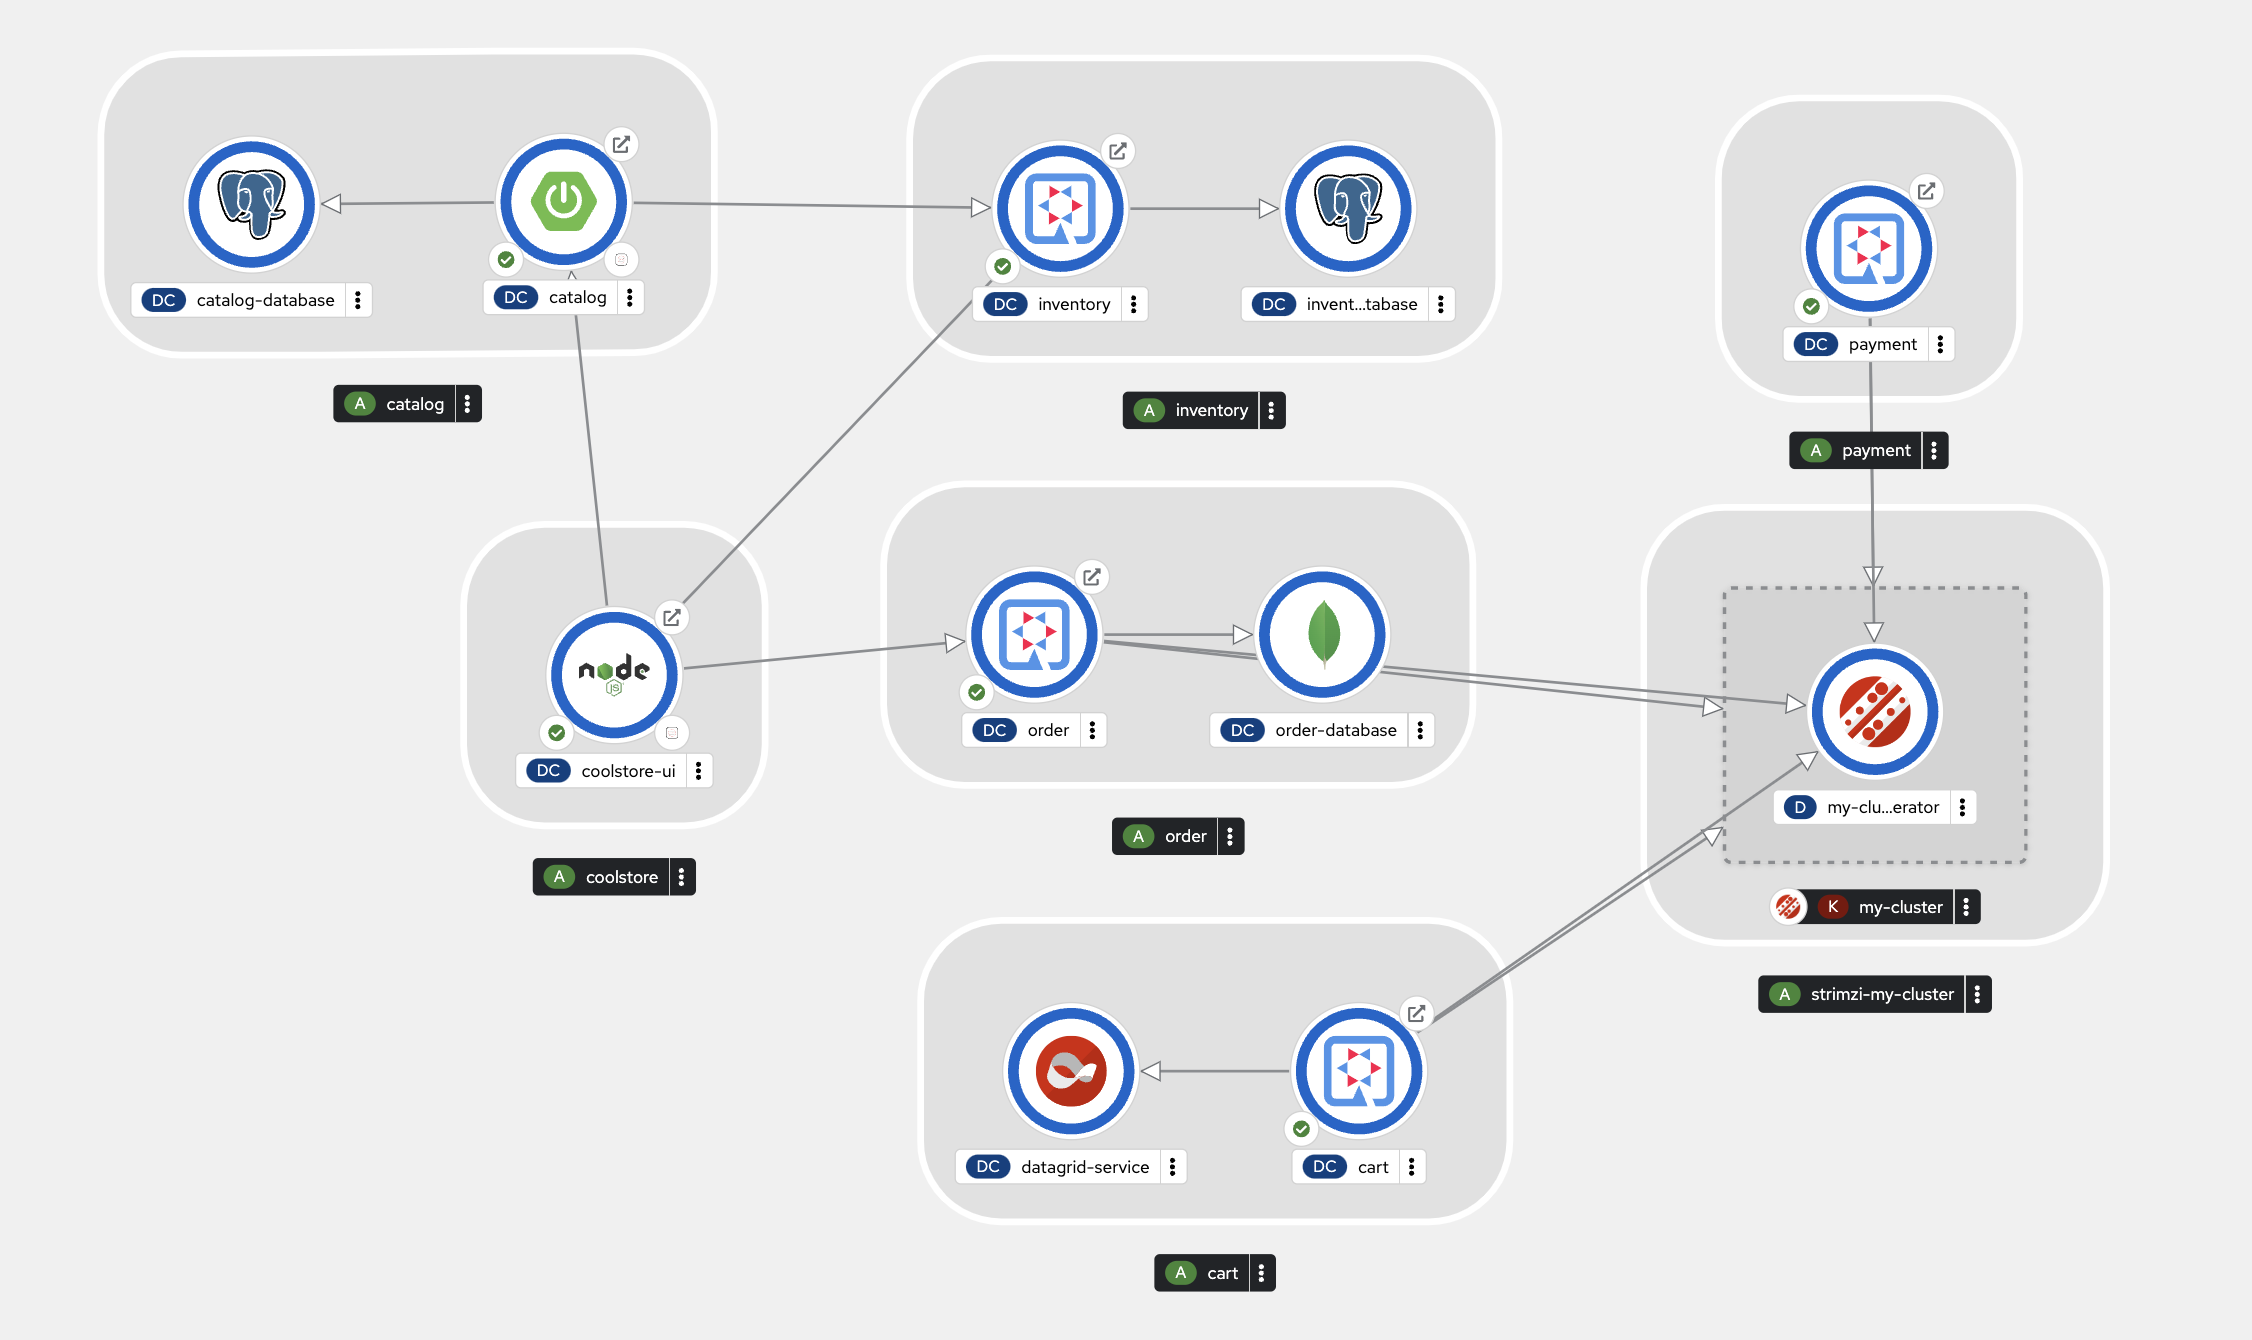 DC catalog-database
DC catalog
A catalog
DC inventory
DC invent...tabase
A inventory
DC payment
A payment
node
JS
DC coolstore-ui
A coolstore
DC order
DC order-database
A order
D my-clu...erator
K my-cluster
A strimzi-my-cluster
DC datagrid-service
DC cart
A cart